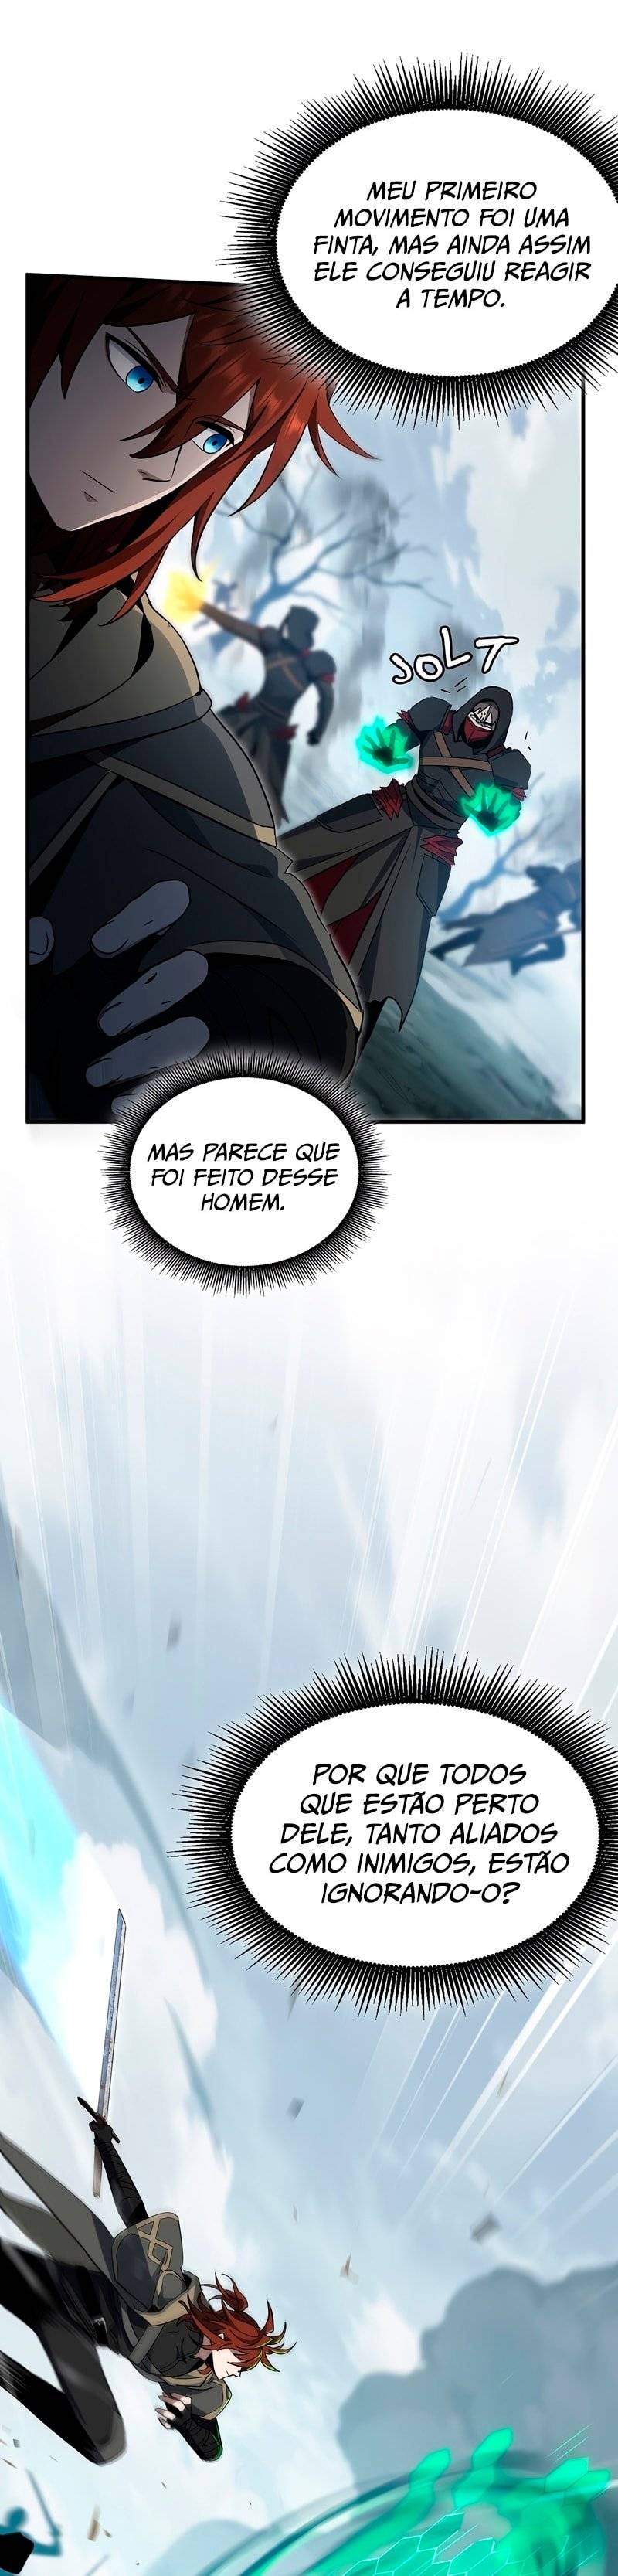 MEU PRIMEIRO
MOVIMENTO FOI UMA
FINTA, MAS AINDA ASSIM
ELE CONSEGUIU REAGIR
A TEMPO.
JOLT
MAS PARECE QUE
FOI FEITO DESSE
HOMEM.
POR QUE TODOS
QUE ESTÃO PERTO
DELE, TANTO ALIADOS
COMO INIMIGOS, ESTÃO
IGNORANDO-O?